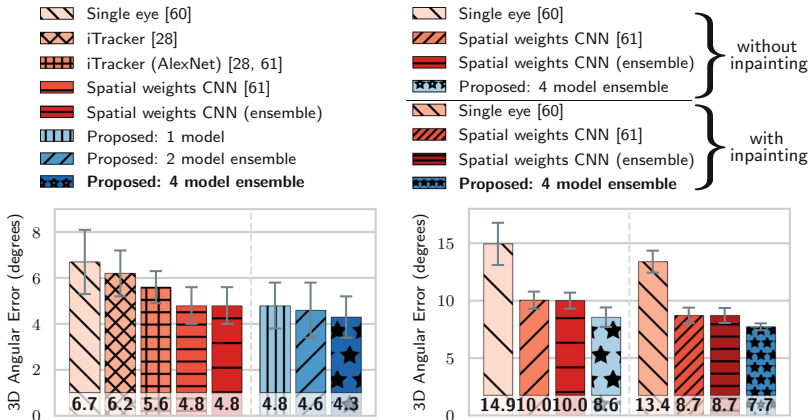 Single eye [60]
iTracker [28]
iTracker (AlexNet) [28, 61]
Spatial weights CNN [61]
Spatial weights CNN (ensemble)
Proposed: 1 model
Proposed: 2 model ensemble
Proposed: 4 model ensemble
3D Angular Error (degrees)
8
6
4
2
0
6.7 6.2 5.6 4.8 4.8 4.8 4.6 4.3
Single eye [60]
Spatial weights CNN [61]
Spatial weights CNN (ensemble)
Proposed: 4 model ensemble
without
inpainting
Single eye [60]
Spatial weights CNN [61]
Spatial weights CNN (ensemble)
Proposed: 4 model ensemble
with
inpainting
3D Angular Error (degrees)
15
10
5
0
14.9 10.0 10.0 8.6 13.4 8.7 8.7 7.7